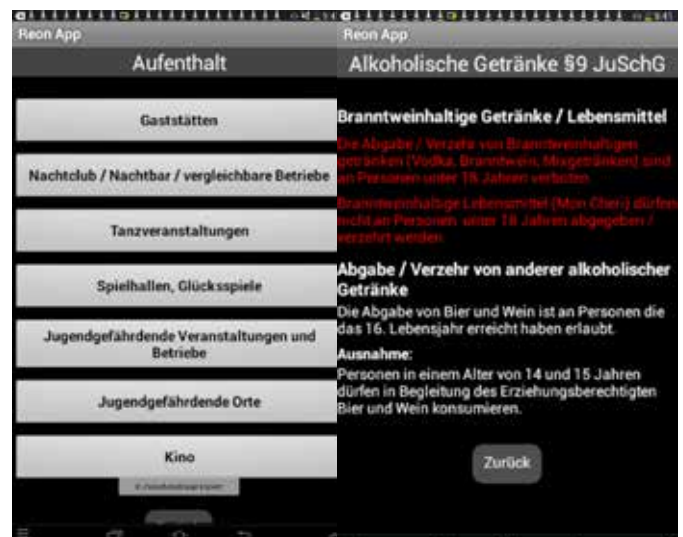 Reon App
Aufenthalt
Gaststätten
Nachtclub / Nachtbar / vergleichbare Betriebe
Tanzveranstaltungen
Spielhallen, Glücksspiele
Jugendgefährdende Veranstaltungen und
Betriebe
Jugendgefährdende Orte
Kino
9:41
Reon App
Alkoholische Getränke §9 JuSchG
Branntweinhaltige Getränke / Lebensmittel
Die Abgabe / Verzehr von Branntweinhaltigen
getränken (Vodka, Branntwein, Mixgetränken) sind
an Personen unter 18 Jahren verboten
Branntweinhaltige Lebensmittel (Mon Cheri) dürfen
nicht an Personen unter 18 Jahren abgegeben /
verzehrt werden
Abgabe / Verzehr von anderer alkoholischer
Getränke
Die Abgabe von Bier und Wein ist an Personen die
das 16. Lebensjahr erreicht haben erlaubt.
Ausnahme:
Personen in einem Alter von 14 und 15 Jahren
dürfen in Begleitung des Erziehungsberechtigten
Bier und Wein konsumieren.
Zurück